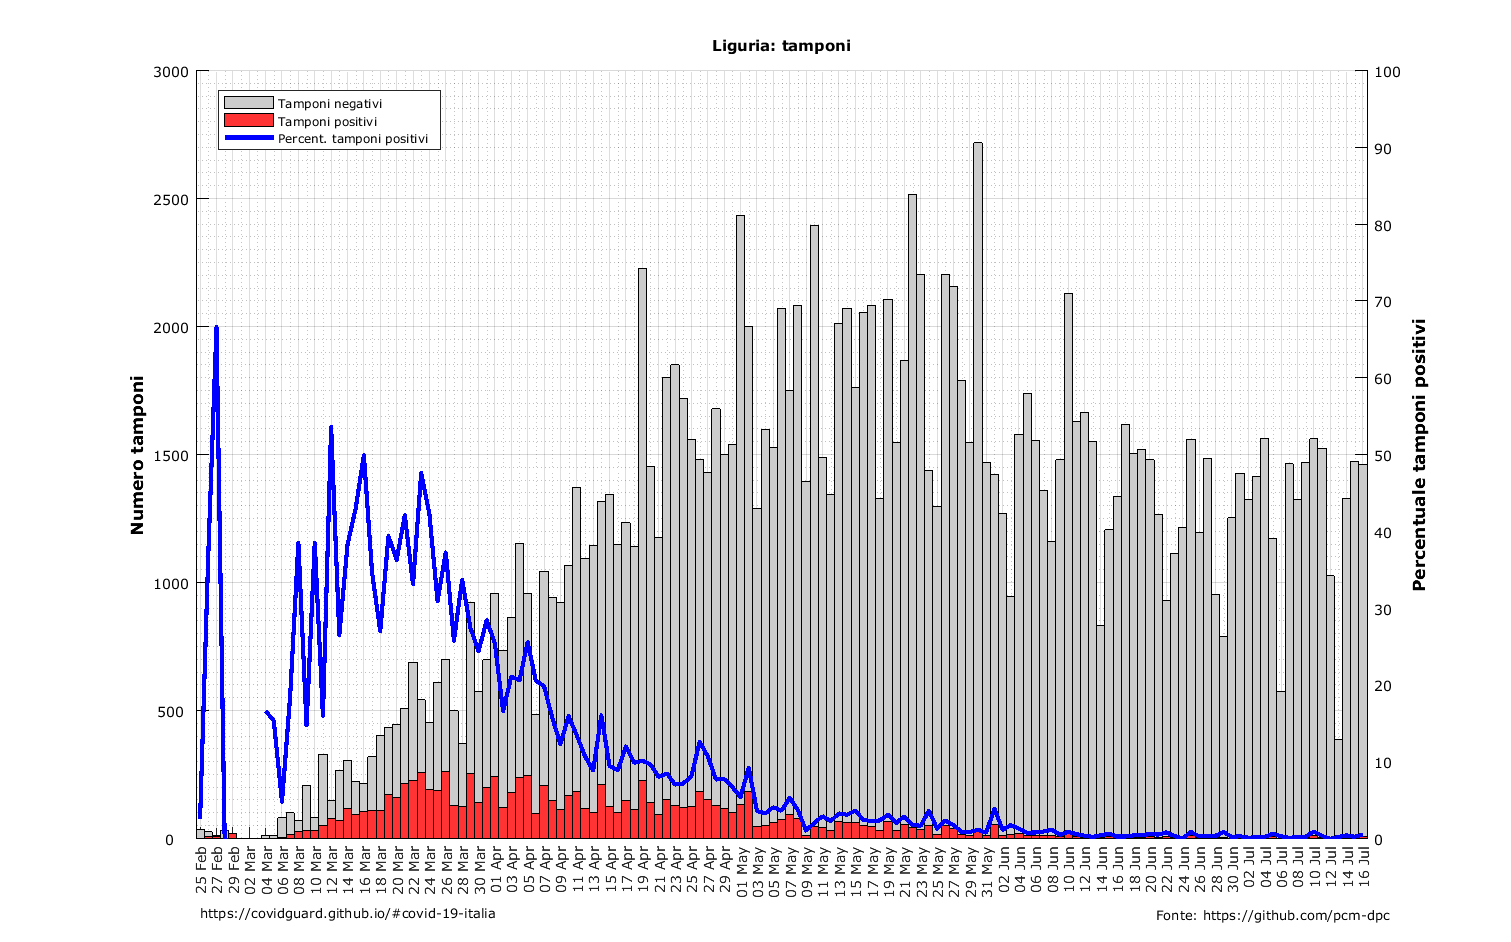 Liguria: tamponi
Tamponi negativi
Tamponi positivi
Percent. tamponi positivi
Numero tamponi
3000
2500
2000
1500
1000
500
0
Percentuale tamponi positivi
100
90
80
70
60
50
40
30
20
10
0
25 Feb
27 Feb
29 Feb
02 Mar
04 Mar
06 Mar
08 Mar
10 Mar
12 Mar
14 Mar
16 Mar
18 Mar
20 Mar
22 Mar
24 Mar
26 Mar
28 Mar
30 Mar
01 Apr
03 Apr
05 Apr
07 Apr
09 Apr
11 Apr
13 Apr
15 Apr
17 Apr
19 Apr
21 Apr
23 Apr
25 Apr
27 Apr
29 Apr
01 May
03 May
05 May
07 May
09 May
11 May
13 May
15 May
17 May
19 May
21 May
23 May
25 May
27 May
29 May
31 May
02 Jun
04 Jun
06 Jun
08 Jun
10 Jun
12 Jun
14 Jun
16 Jun
18 Jun
20 Jun
22 Jun
24 Jun
26 Jun
28 Jun
30 Jun
02 Jul
04 Jul
06 Jul
08 Jul
10 Jul
12 Jul
14 Jul
16 Jul
https://covidguard.github.io/#covid-19-italia
Fonte: https://github.com/pcm-dpc